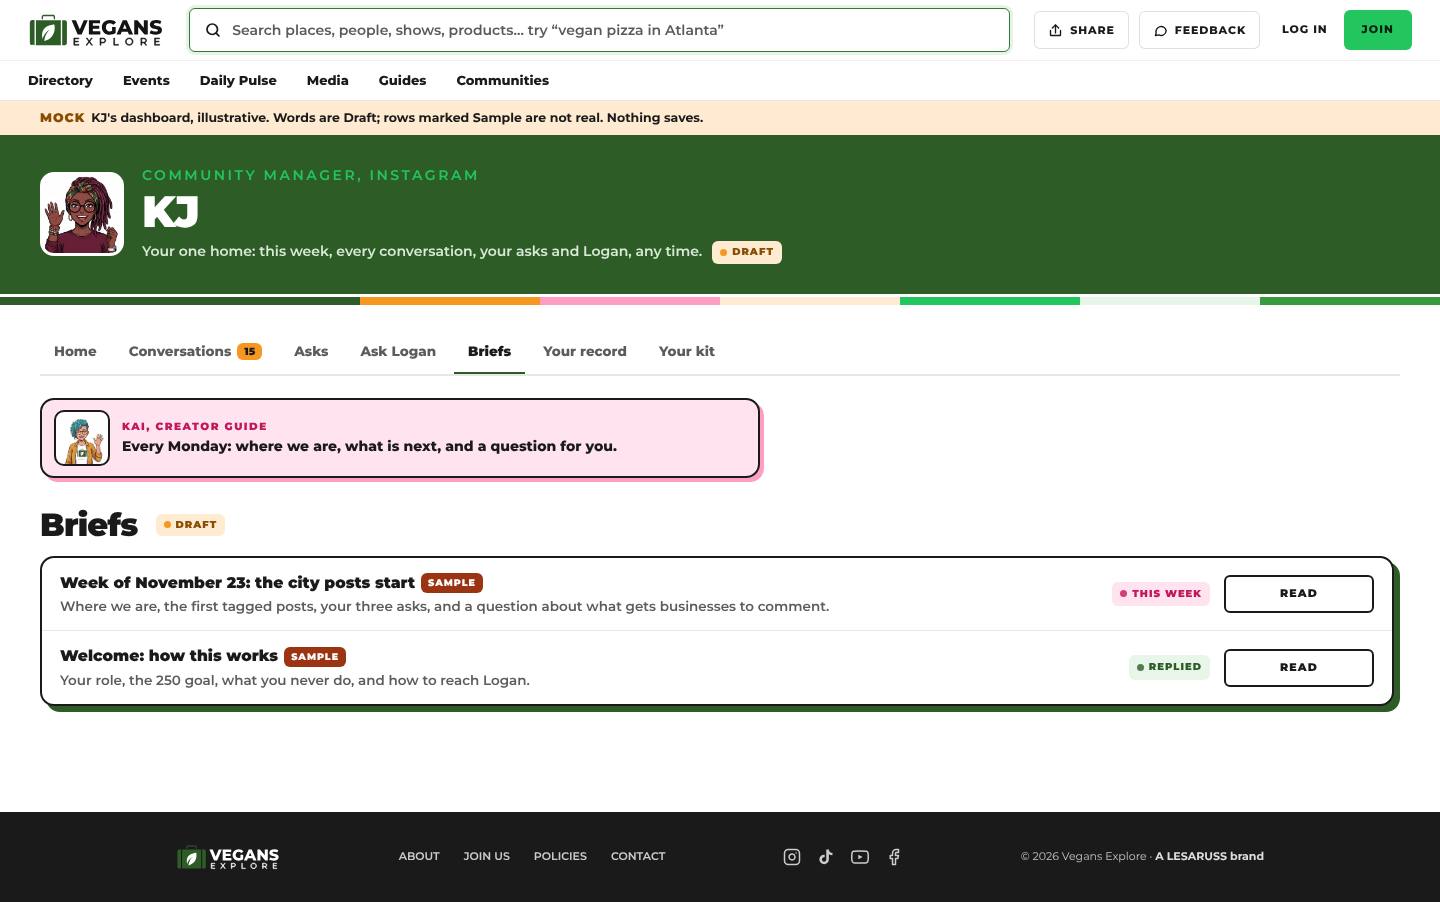 VEGANS
EXPLORE
Search places, people, shows, products... try “vegan pizza in Atlanta”
SHARE
FEEDBACK
LOG IN
JOIN
Directory
Events
Daily Pulse
Media
Guides
Communities
MOCK KJ's dashboard, illustrative. Words are Draft; rows marked Sample are not real. Nothing saves.
COMMUNITY MANAGER, INSTAGRAM
KJ
Your one home: this week, every conversation, your asks and Logan, any time. DRAFT
Home
Conversations 15
Asks
Ask Logan
Briefs
Your record
Your kit
KAI, CREATOR GUIDE
Every Monday: where we are, what is next, and a question for you.
Briefs DRAFT
Week of November 23: the city posts start SAMPLE
Where we are, the first tagged posts, your three asks, and a question about what gets businesses to comment.
THIS WEEK
READ
Welcome: how this works SAMPLE
Your role, the 250 goal, what you never do, and how to reach Logan.
REPLIED
READ
VEGANS
EXPLORE
ABOUT
JOIN US
POLICIES
CONTACT
© 2026 Vegans Explore · A LESARUSS brand